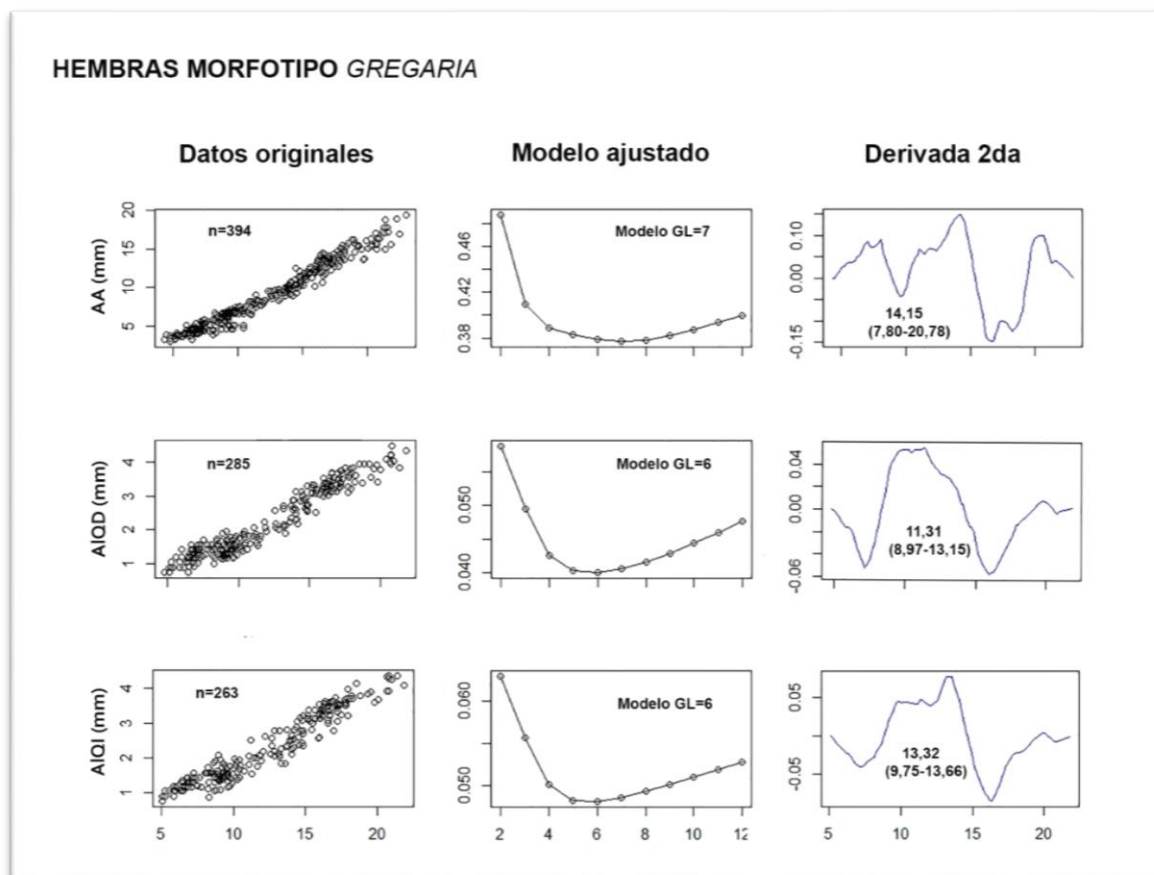 HEMBRAS MORFOTIPO GREGARIA
Datos originales
Modelo ajustado
Derivada 2da
AA (mm)
20
15
10
5
n=394
0.46
0.42
0.38
Modelo GL=7
0.10
0.00
-0.15
14,15
(7,80-20,78)
AIQD (mm)
4
3
2
1
n=285
0.050
0.040
Modelo GL=6
0.04
0.00
-0.06
11,31
(8,97-13,15)
AIQI (mm)
4
3
2
1
n=263
5 10 15 20
0.060
0.050
Modelo GL=6
2 4 6 8 10 12
0.05
-0.05
13,32
(9,75-13,66)
5 10 15 20